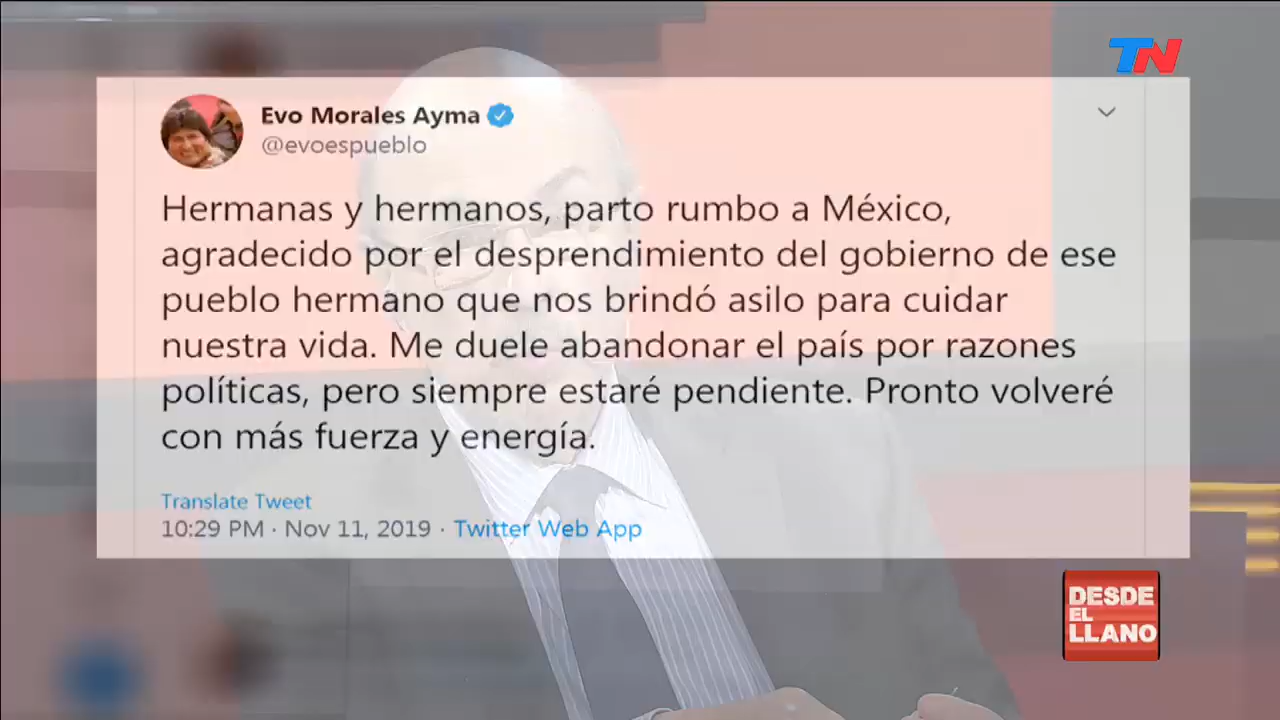 TN
Evo Morales Ayma
@evoespueblo
Hermanas y hermanos, parto rumbo a México,
agradecido por el desprendimiento del gobierno de ese
pueblo hermano que nos brindó asilo para cuidar
nuestra vida. Me duele abandonar el país por razones
políticas, pero siempre estaré pendiente. Pronto volveré
con más fuerza y energía.
Translate Tweet
10:29 PM · Nov 11, 2019 · Twitter Web App
DESDE
EL
LLANO